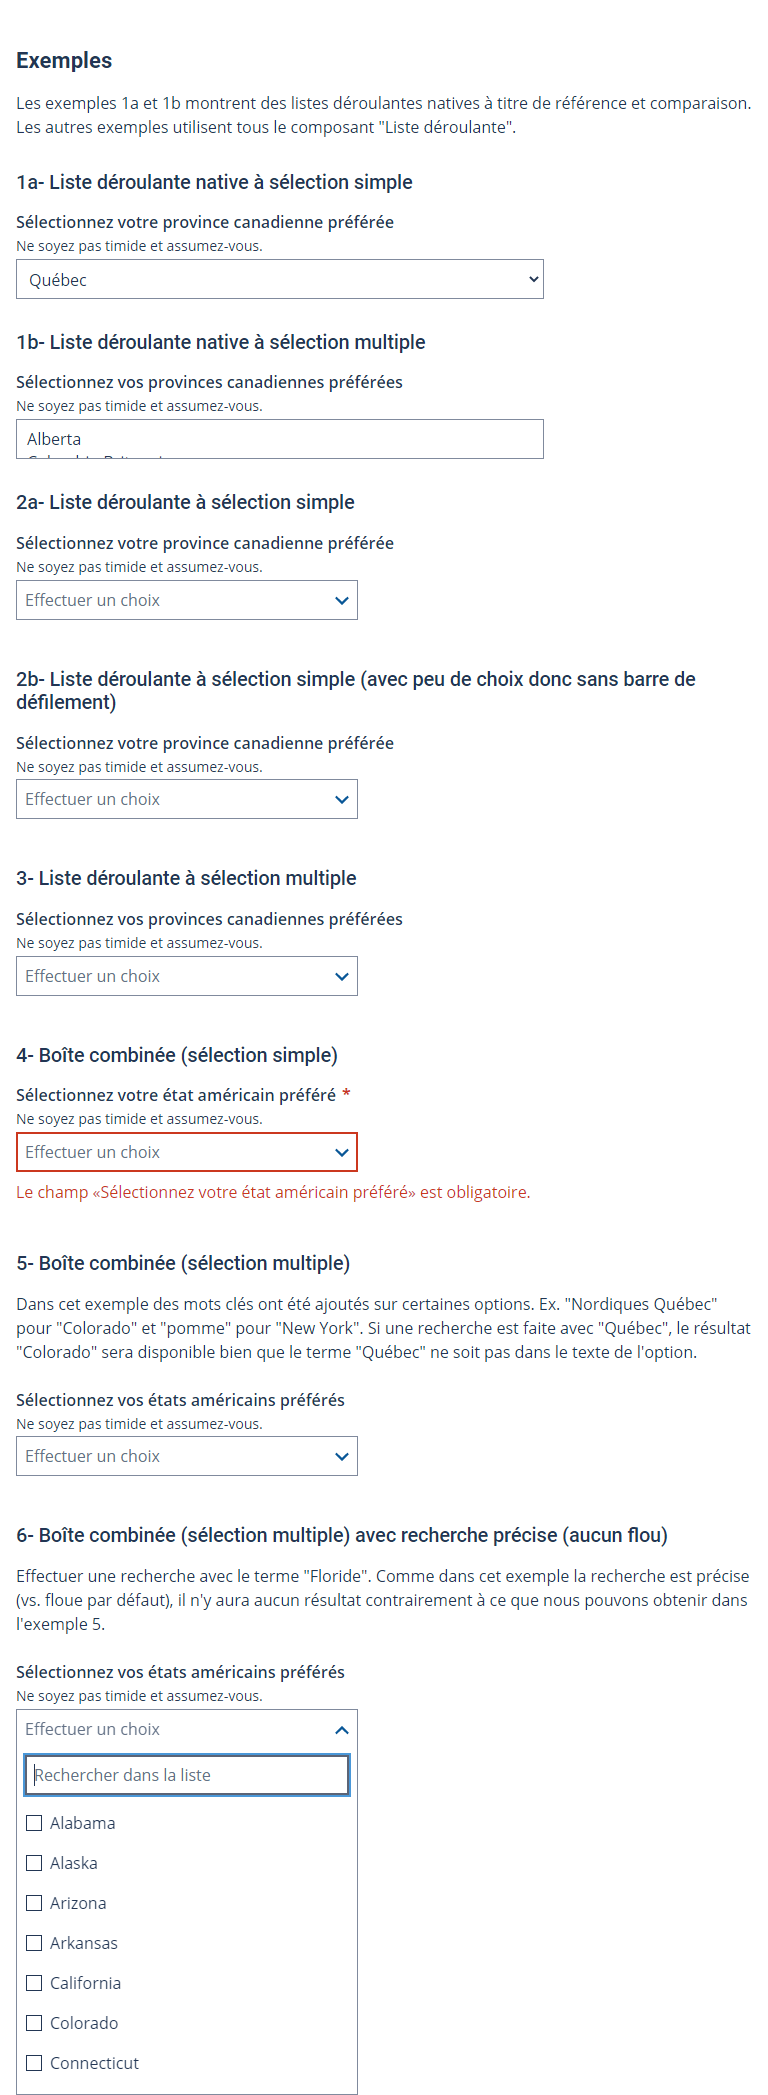 Exemples
Les exemples 1a et 1b montrent des listes déroulantes natives à titre de référence et comparaison.
Les autres exemples utilisent tous le composant "Liste déroulante".
1a- Liste déroulante native à sélection simple
Sélectionnez votre province canadienne préférée
Ne soyez pas timide et assumez-vous.
Québec
1b- Liste déroulante native à sélection multiple
Sélectionnez vos provinces canadiennes préférées
Ne soyez pas timide et assumez-vous.
Alberta
2a- Liste déroulante à sélection simple
Sélectionnez votre province canadienne préférée
Ne soyez pas timide et assumez-vous.
Effectuer un choix
2b- Liste déroulante à sélection simple (avec peu de choix donc sans barre de
défilement)
Sélectionnez votre province canadienne préférée
Ne soyez pas timide et assumez-vous.
Effectuer un choix
3- Liste déroulante à sélection multiple
Sélectionnez vos provinces canadiennes préférées
Ne soyez pas timide et assumez-vous.
Effectuer un choix
4- Boîte combinée (sélection simple)
Sélectionnez votre état américain préféré *
Ne soyez pas timide et assumez-vous.
Effectuer un choix
Le champ «Sélectionnez votre état américain préféré» est obligatoire.
5- Boîte combinée (sélection multiple)
Dans cet exemple des mots clés ont été ajoutés sur certaines options. Ex. "Nordiques Québec"
pour "Colorado" et "pomme" pour "New York". Si une recherche est faite avec "Québec", le résultat
"Colorado" sera disponible bien que le terme "Québec" ne soit pas dans le texte de l'option.
Sélectionnez vos états américains préférés
Ne soyez pas timide et assumez-vous.
Effectuer un choix
6- Boîte combinée (sélection multiple) avec recherche précise (aucun flou)
Effectuer une recherche avec le terme "Floride". Comme dans cet exemple la recherche est précise
(vs. floue par défaut), il n'y aura aucun résultat contrairement à ce que nous pouvons obtenir dans
l'exemple 5.
Sélectionnez vos états américains préférés
Ne soyez pas timide et assumez-vous.
Effectuer un choix
Rechercher dans la liste
Alabama
Alaska
Arizona
Arkansas
California
Colorado
Connecticut